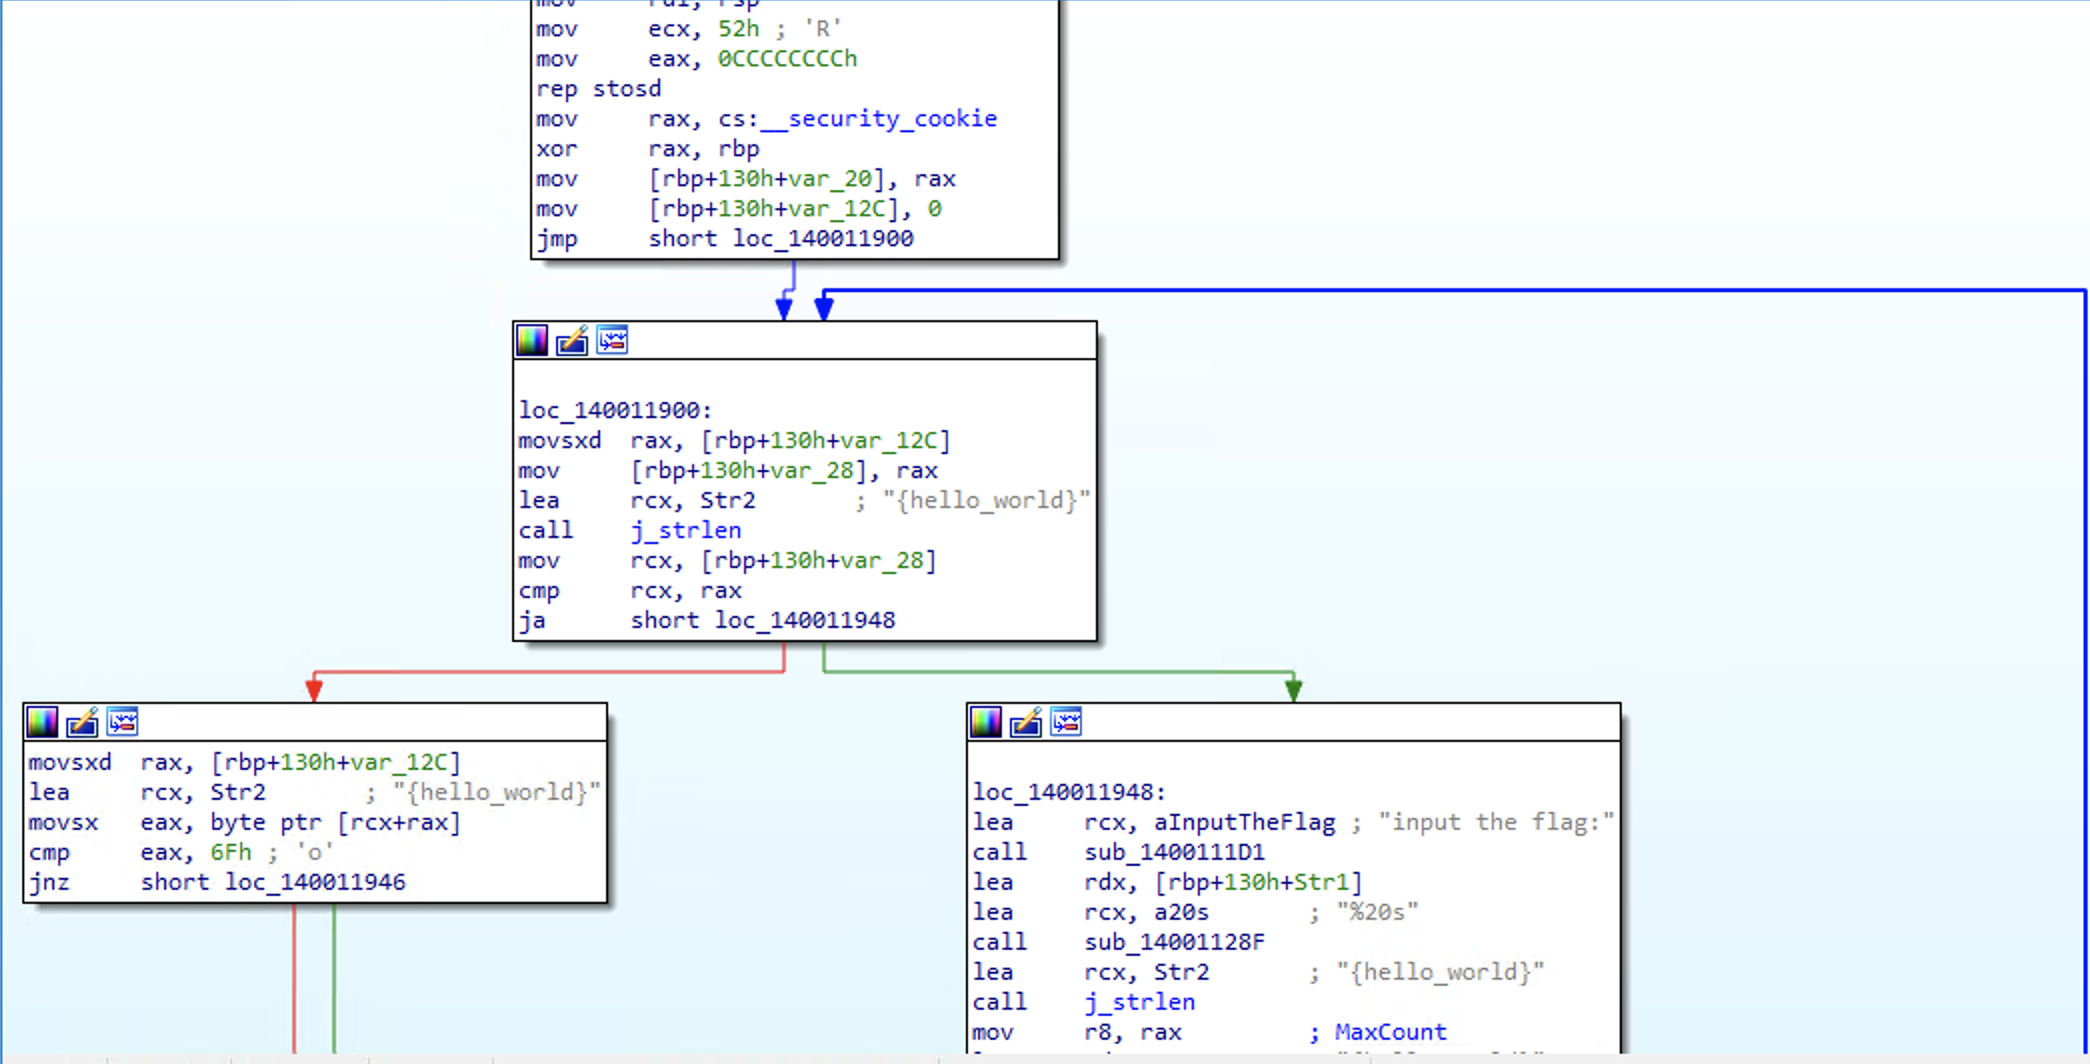 mov rdi, rsp
mov ecx, 52h ; 'R'
mov eax, 0CCCCCCCCh
rep stosd
mov rax, cs:__security_cookie
xor rax, rbp
mov [rbp+130h+var_20], rax
mov [rbp+130h+var_12C], 0
jmp short loc_140011900
loc_140011900:
movsxd rax, [rbp+130h+var_12C]
mov [rbp+130h+var_28], rax
lea rcx, Str2 ; "{hello_world}"
call j_strlen
mov rcx, [rbp+130h+var_28]
cmp rcx, rax
ja short loc_140011948
movsxd rax, [rbp+130h+var_12C]
lea rcx, Str2 ; "{hello_world}"
movsx eax, byte ptr [rcx+rax]
cmp eax, 6Fh ; 'o'
jnz short loc_140011946
loc_140011948:
lea rcx, aInputTheFlag ; "input the flag:"
call sub_1400111D1
lea rdx, [rbp+130h+Str1]
lea rcx, a20s ; "%20s"
call sub_14001128F
lea rcx, Str2 ; "{hello_world}"
call j_strlen
mov r8, rax ; MaxCount